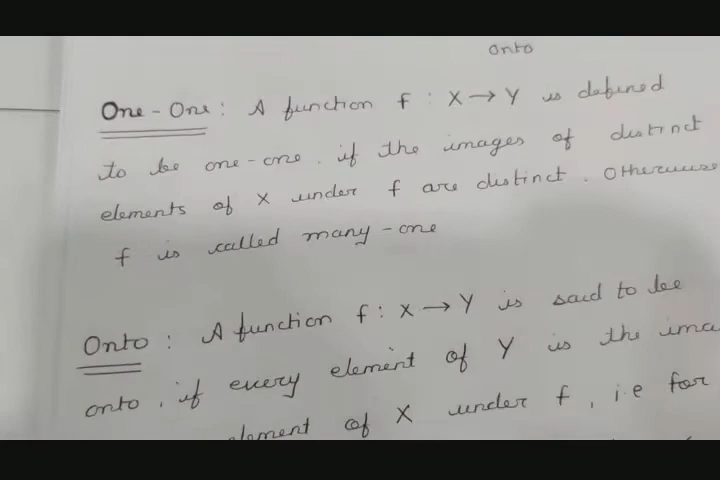 onto
One-One : A function f : X → Y is defined
to be one-one. if the images of distinct
elements of X under f are distinct. Otherwise
f is called many-one
Onto : A function f : X → Y is said to be
onto, if every element of Y is the ima
element of X under f, i.e for